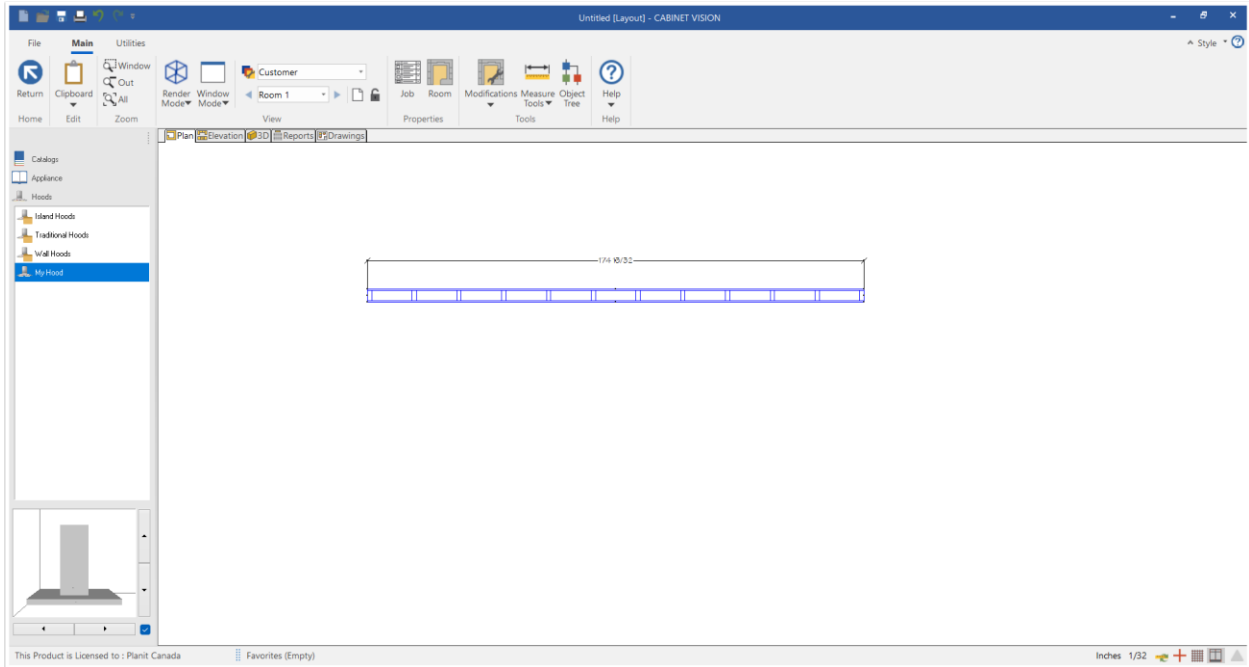 Untitled [Layout] - CABINET VISION
File Main Utilities
Style
Return
Clipboard
Window
Out
All
Render Mode
Window Mode
Customer
Room 1
Job
Room
Modifications
Measure Tools
Object Tree
Help
Home Edit Zoom View Properties Tools Help
Plan Elevation 3D Reports Drawings
Catalogs
Appliance
Hoods
Island Hoods
Traditional Hoods
Wall Hoods
My Hood
This Product is Licensed to : Planit Canada
Favorites (Empty)
Inches 1/32